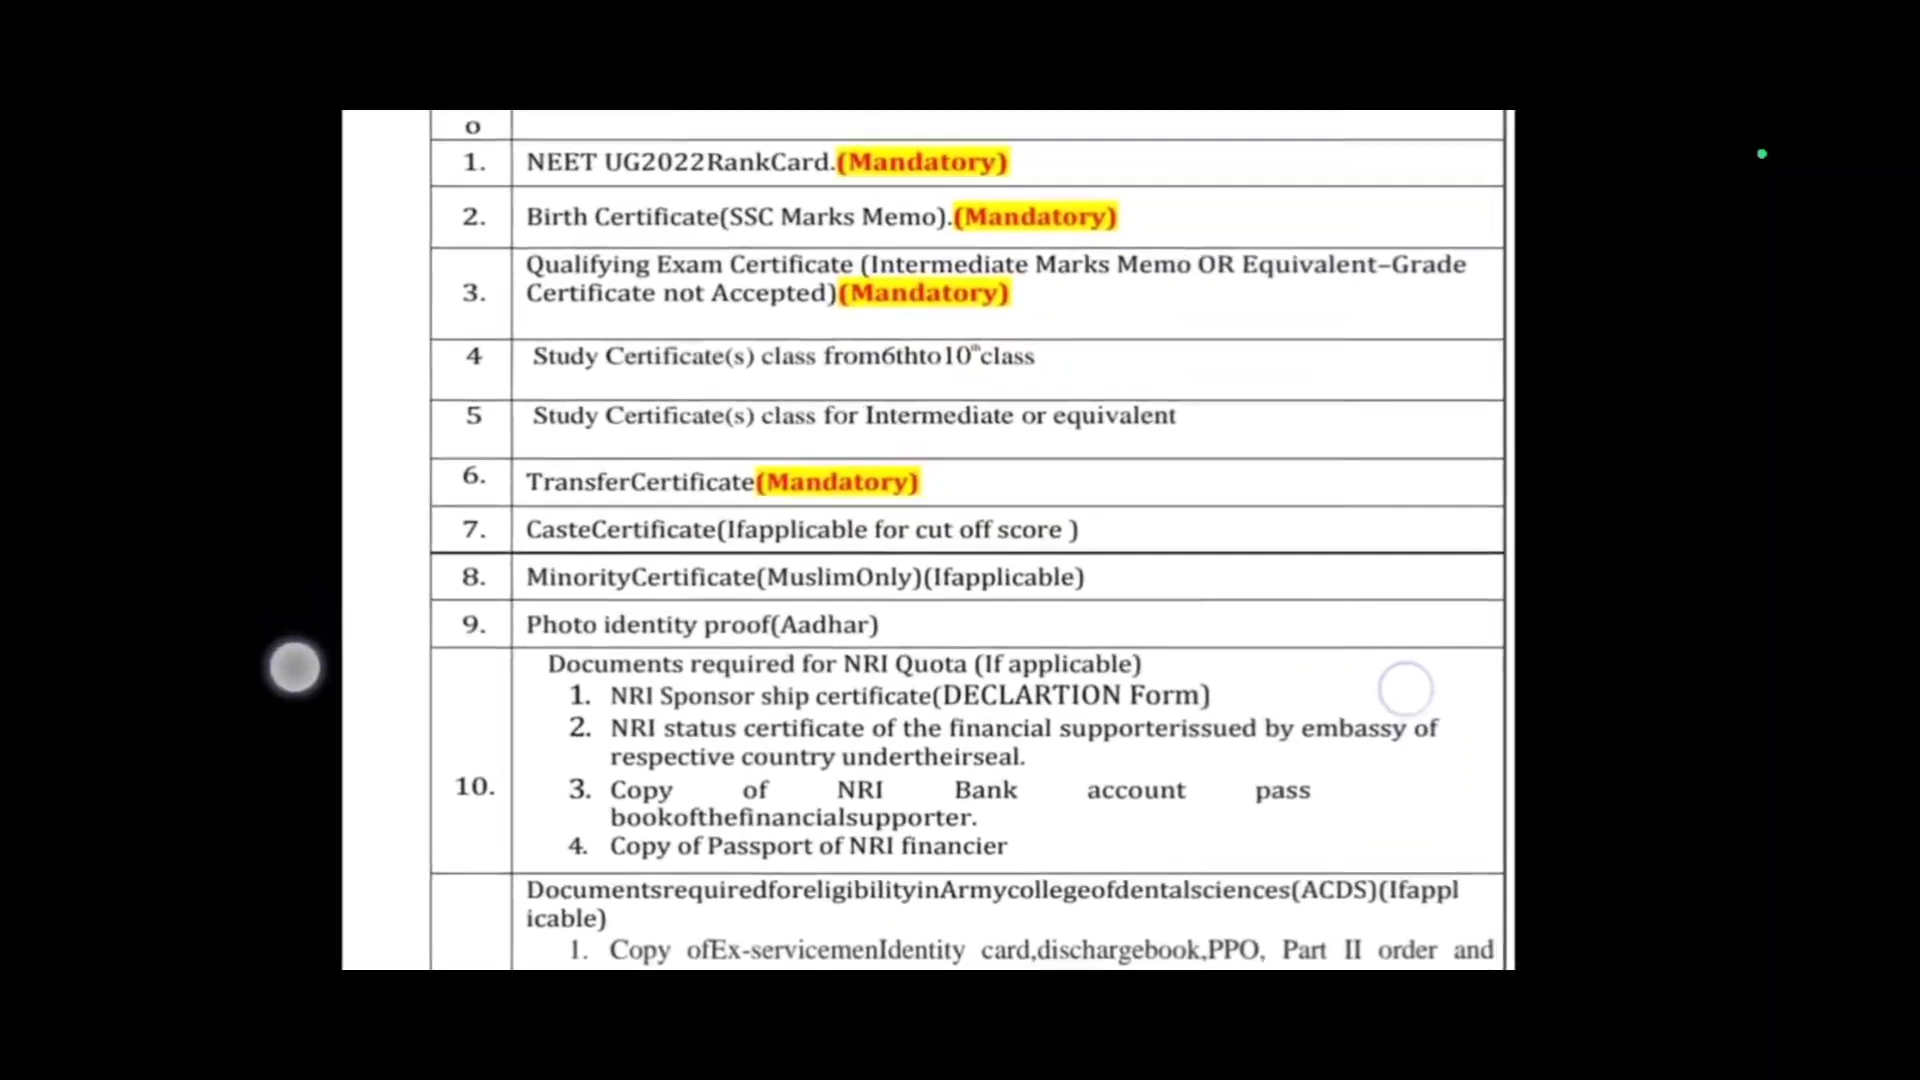 o
1. NEET UG2022RankCard.(Mandatory)
2. Birth Certificate(SSC Marks Memo).(Mandatory)
Qualifying Exam Certificate (Intermediate Marks Memo OR Equivalent–Grade
3. Certificate not Accepted)(Mandatory)
4 Study Certificate(s) class from6thto10thclass
5 Study Certificate(s) class for Intermediate or equivalent
6. TransferCertificate(Mandatory)
7. CasteCertificate(Ifapplicable for cut off score )
8. MinorityCertificate(MuslimOnly)(Ifapplicable)
9. Photo identity proof(Aadhar)
10.
Documents required for NRI Quota (If applicable)
1. NRI Sponsor ship certificate(DECLARTION Form)
2. NRI status certificate of the financial supporterissued by embassy of
respective country undertheirseal.
3. Copy of NRI Bank account pass
bookofthefinancialsupporter.
4. Copy of Passport of NRI financier
DocumentsrequiredforeligibilityinArmycollegeofdentalsciences(ACDS)(Ifappl
icable)
1. Copy ofEx-servicemenIdentity card,dischargebook,PPO, Part II order and